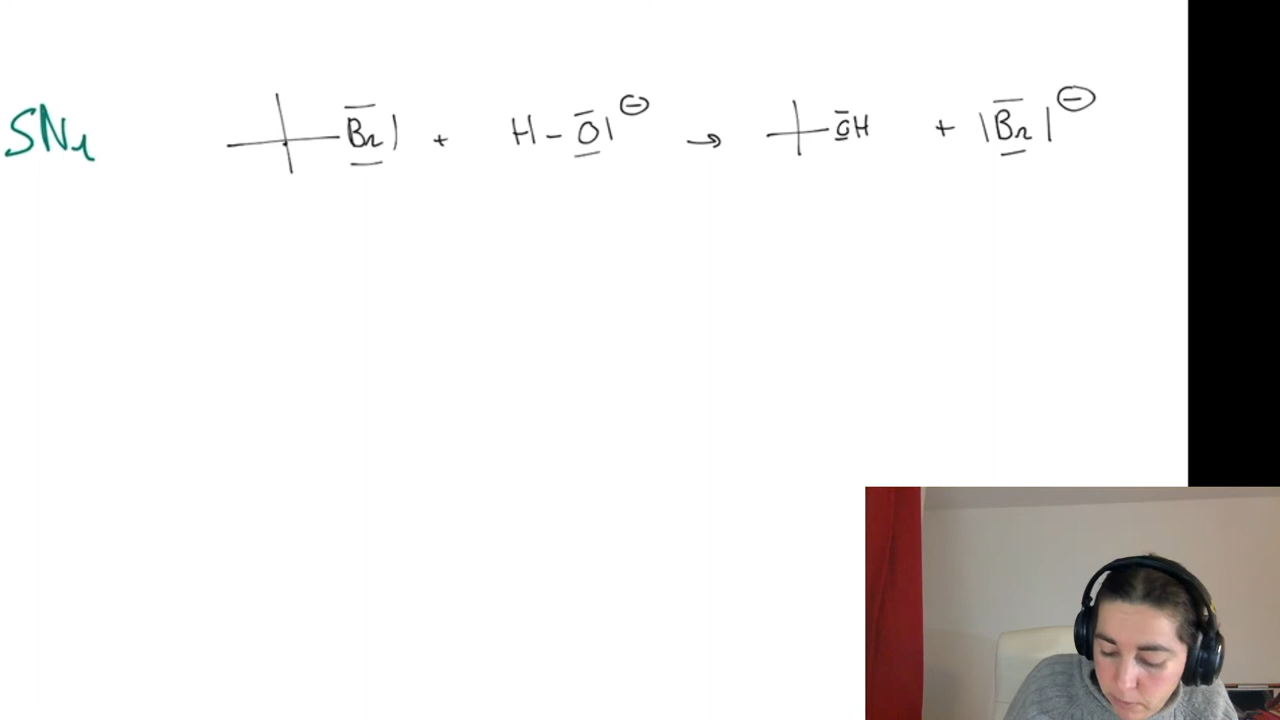 SN1 Br + H-O ⊖ → OH + Br ⊖